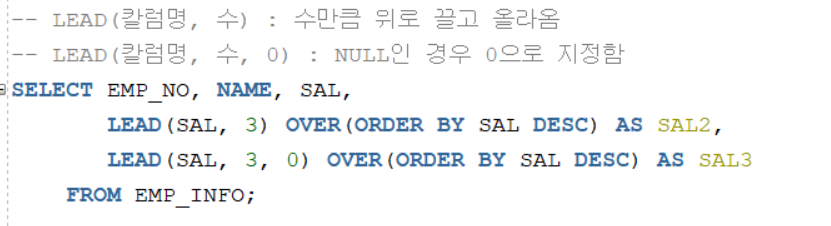 -- LEAD(칼럼명, 수) : 수만큼 위로 끌고 올라옴
-- LEAD(칼럼명, 수, 0) : NULL인 경우 0으로 지정함
SELECT EMP_NO, NAME, SAL,
LEAD(SAL, 3) OVER(ORDER BY SAL DESC) AS SAL2,
LEAD(SAL, 3, 0) OVER(ORDER BY SAL DESC) AS SAL3
FROM EMP_INFO;